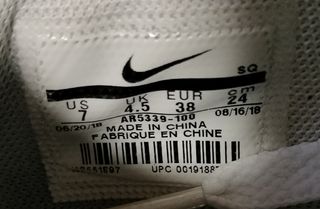 SQ
US UK EUR cm
7 4.5 38 24
06/20/18 AR5339-100 08/16/18
MADE IN CHINA
FABRIQUE EN CHINE
UPC 00191887